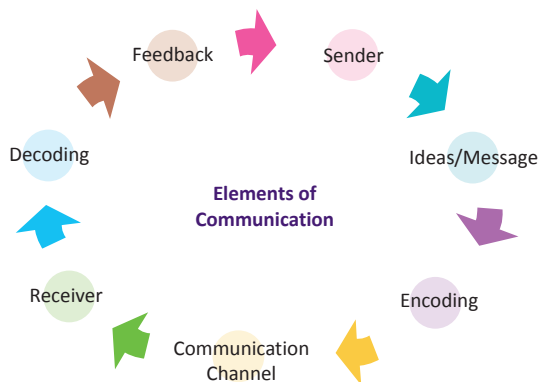 Feedback
Sender
Decoding
Ideas/Message
Elements of
Communication
Receiver
Encoding
Communication
Channel